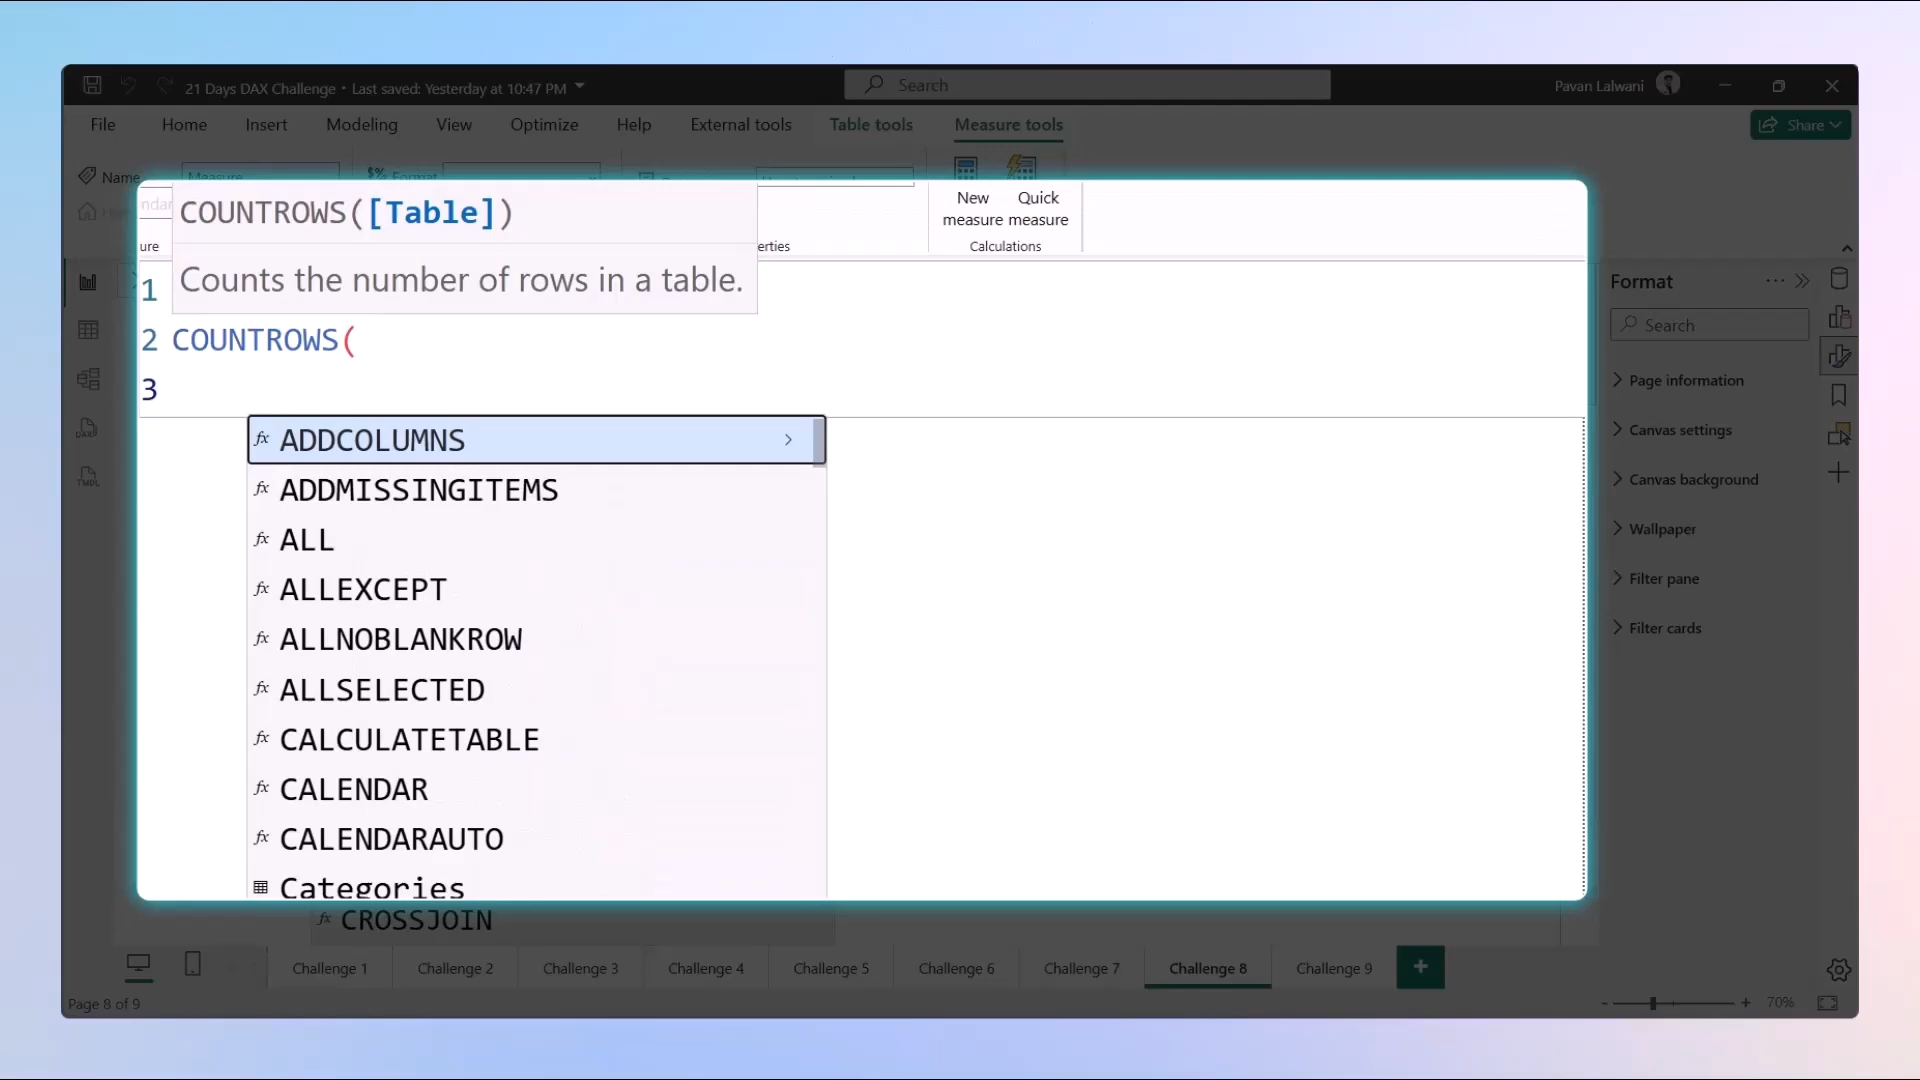 21 Days DAX Challenge • Last saved: Yesterday at 10:47 PM
Search
Pavan Lalwani
File Home Insert Modeling View Optimize Help External tools Table tools Measure tools
Share
Name Measure Format
New measure
Quick measure
ure erties Calculations
COUNTROWS([Table])
Counts the number of rows in a table.
1
2 COUNTROWS(
3
ADDCOLUMNS
ADDMISSINGITEMS
ALL
ALLEXCEPT
ALLNOBLANKROW
ALLSELECTED
CALCULATETABLE
CALENDAR
CALENDARAUTO
Categories
CROSSJOIN
Format
Search
Page information
Canvas settings
Canvas background
Wallpaper
Filter pane
Filter cards
Challenge 1 Challenge 2 Challenge 3 Challenge 4 Challenge 5 Challenge 6 Challenge 7 Challenge 8 Challenge 9 +
Page 8 of 9
- + 70%